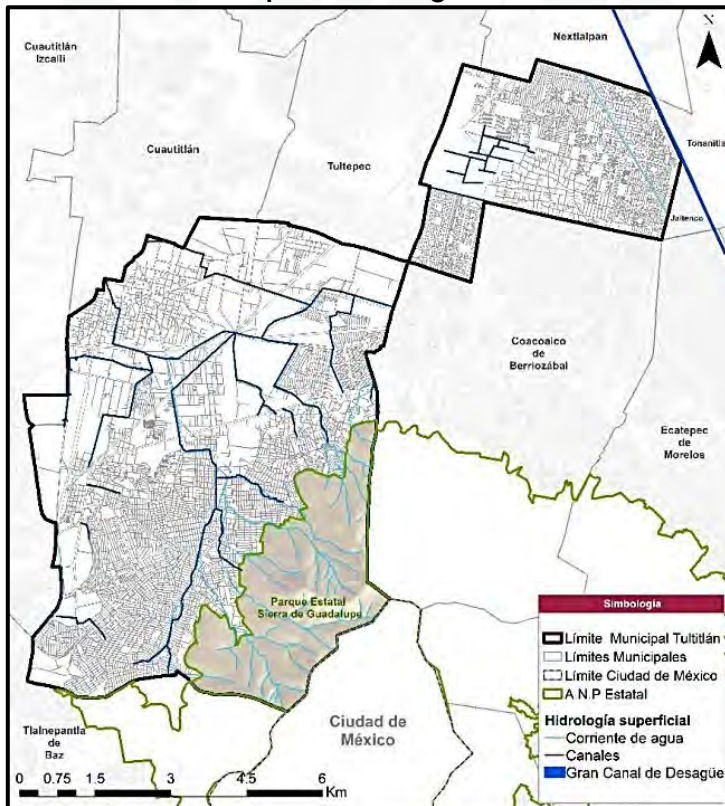 Cuautitlán
Izcalli
Nextlalpan
N
Cuautitlán
Tultepec
Tonanitla
Jaltenco
Coacoalco
de
Berriozábal
Ecatepec
de
Morelos
Parque Estatal
Sierra de Guadalupe
Tlalnepantla
de
Baz
Ciudad de
México
Simbología
Límite Municipal Tultitlán
Límites Municipales
Límite Ciudad de México
A.N.P Estatal
Hidrología superficial
Corriente de agua
Canales
Gran Canal de Desagüe
0 0.75 1.5 3 4.5 6
Km